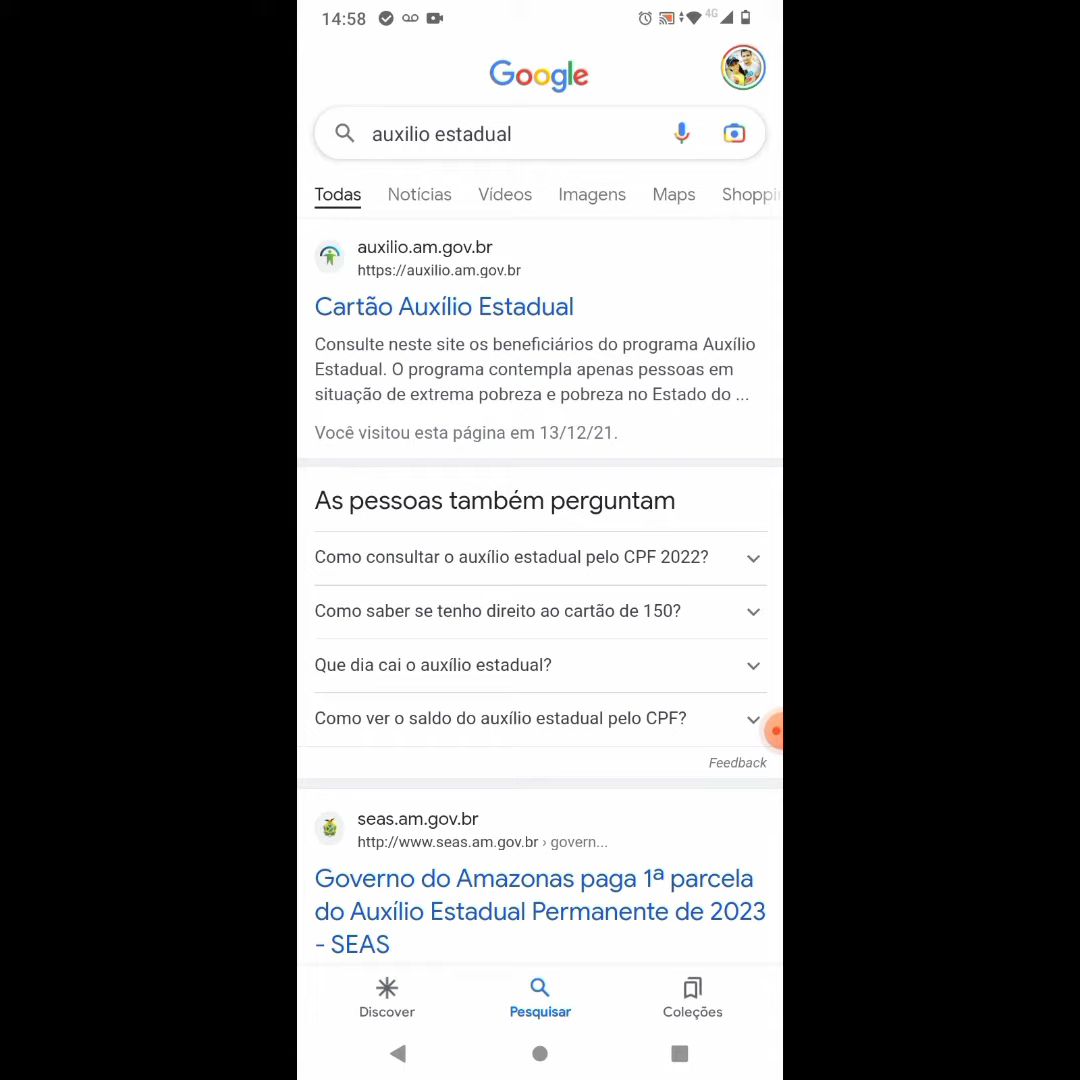 14:58
4G
Google
auxilio estadual
Todas Notícias Vídeos Imagens Maps Shoppi
auxilio.am.gov.br
https://auxilio.am.gov.br
Cartão Auxílio Estadual
Consulte neste site os beneficiários do programa Auxílio
Estadual. O programa contempla apenas pessoas em
situação de extrema pobreza e pobreza no Estado do ...
Você visitou esta página em 13/12/21.
As pessoas também perguntam
Como consultar o auxílio estadual pelo CPF 2022?
Como saber se tenho direito ao cartão de 150?
Que dia cai o auxílio estadual?
Como ver o saldo do auxílio estadual pelo CPF?
Feedback
seas.am.gov.br
http://www.seas.am.gov.br › govern...
Governo do Amazonas paga 1ª parcela
do Auxílio Estadual Permanente de 2023
- SEAS
Discover Pesquisar Coleções